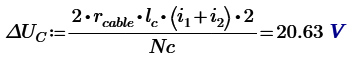 ΔU_C := (2 • r_cable • l_c • (i_1 + i_2) • 2) / Nc = 20.63 V